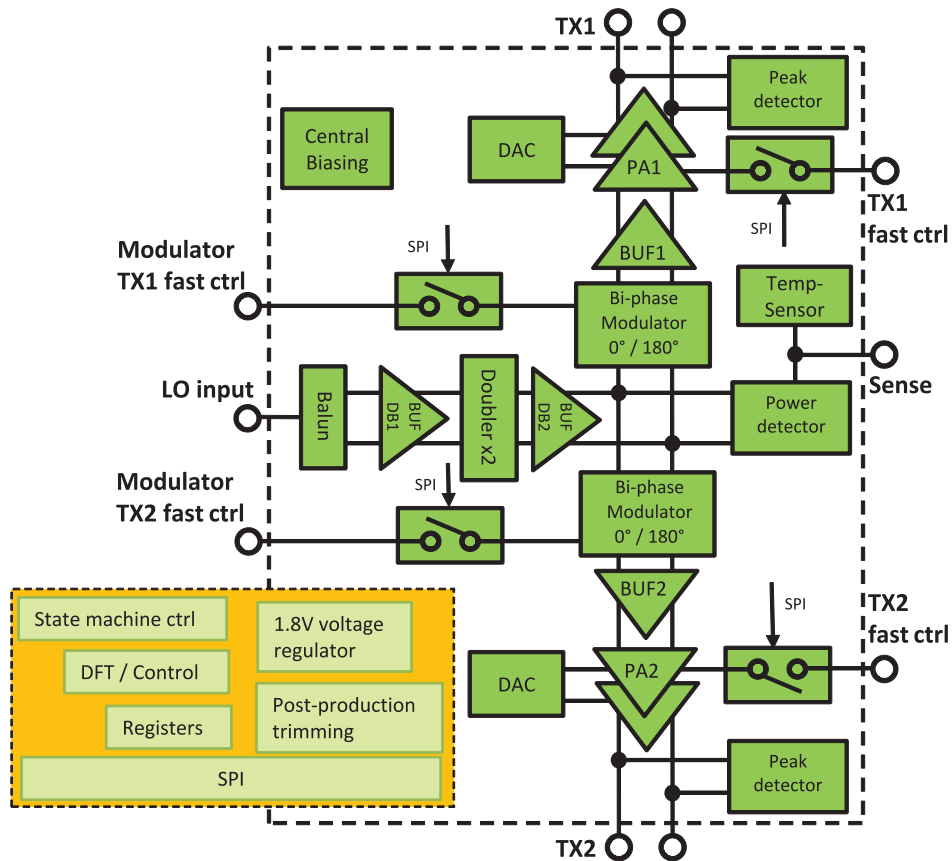 TX1
Peak
detector
Central
Biasing
DAC
PA1
TX1
fast ctrl
SPI
Modulator
TX1 fast ctrl
SPI
BUF1
Bi-phase
Modulator
0° / 180°
Temp-
Sensor
LO input
Balun
BUF
DB1
Doubler x2
BUF
DB2
Sense
Power
detector
Modulator
TX2 fast ctrl
SPI
Bi-phase
Modulator
0° / 180°
BUF2
SPI
TX2
fast ctrl
State machine ctrl
1.8V voltage
regulator
DFT / Control
DAC
PA2
Registers
Post-production
trimming
SPI
Peak
detector
TX2